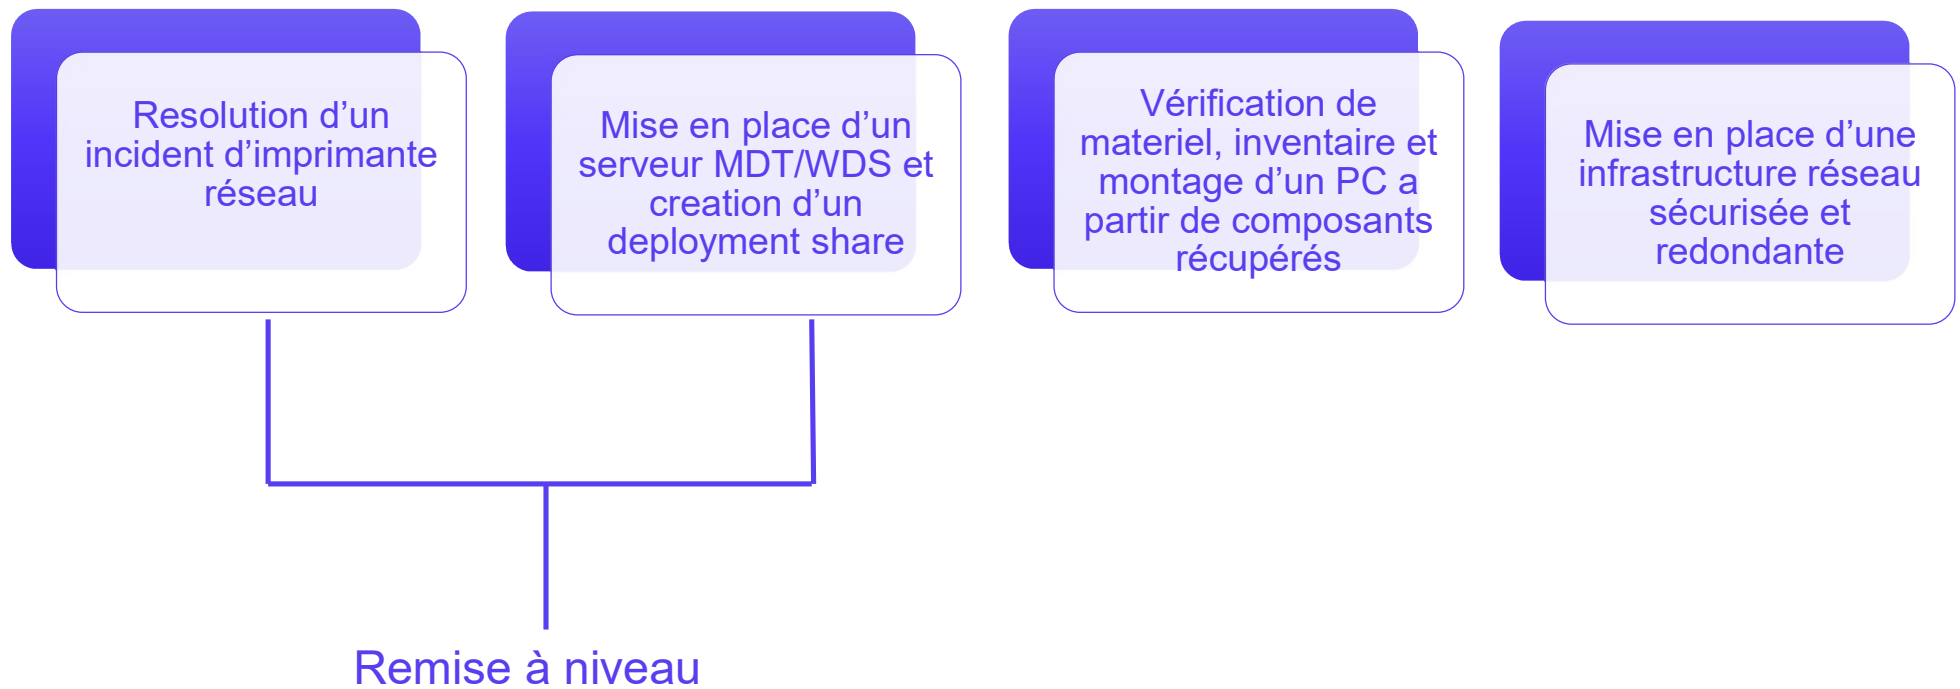 Resolution d’un
incident d’imprimante
réseau
Mise en place d’un
serveur MDT/WDS et
creation d’un
deployment share
Vérification de
materiel, inventaire et
montage d’un PC a
partir de composants
récupérés
Mise en place d’une
infrastructure réseau
sécurisée et
redondante
Remise à niveau